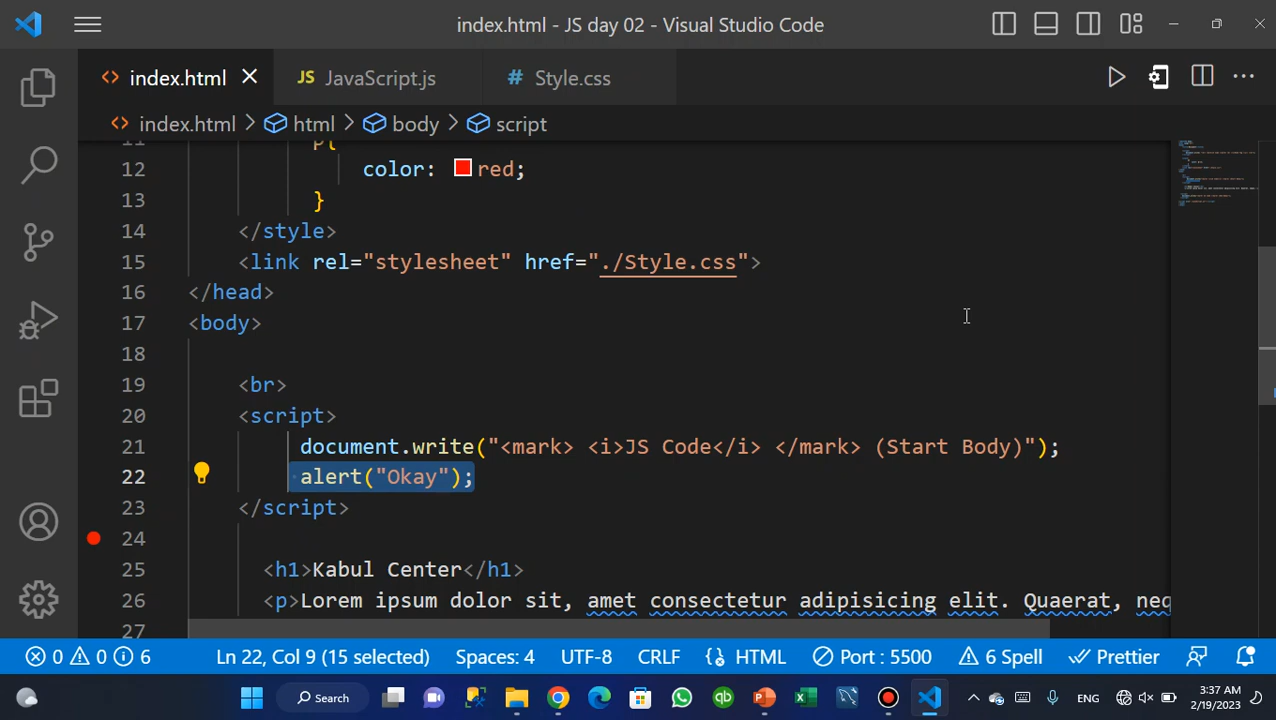 index.html - JS day 02 - Visual Studio Code
index.html
JS JavaScript.js
# Style.css
index.html > html > body > script
11 p{
12 color: red;
13 }
14 </style>
15 <link rel="stylesheet" href="./Style.css">
16 </head>
17 <body>
18
19 <br>
20 <script>
21 document.write("<mark> <i>JS Code</i> </mark> (Start Body)");
22 alert("Okay");
23 </script>
24
25 <h1>Kabul Center</h1>
26 <p>Lorem ipsum dolor sit, amet consectetur adipisicing elit. Quaerat, neq
27
0 0 6 Ln 22, Col 9 (15 selected) Spaces: 4 UTF-8 CRLF HTML Port : 5500 6 Spell Prettier
Search
ENG
3:37 AM
2/19/2023